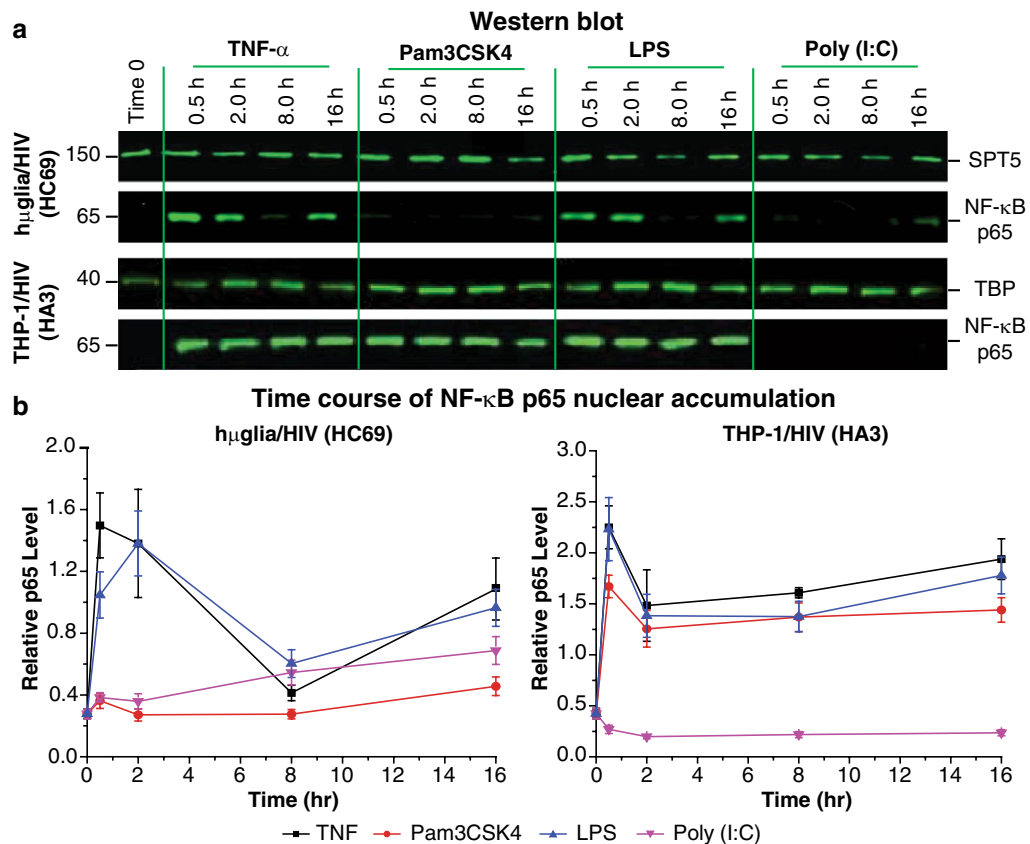 a
Western blot
TNF-α Pam3CSK4 LPS Poly (I:C)
Time 0 0.5 h 2.0 h 8.0 h 16 h 0.5 h 2.0 h 8.0 h 16 h 0.5 h 2.0 h 8.0 h 16 h 0.5 h 2.0 h 8.0 h 16 h
hμglia/HIV
(HC69)
150 SPT5
65 NF-κB
p65
THP-1/HIV
(HA3)
40 TBP
65 NF-κB
p65
b
Time course of NF-κB p65 nuclear accumulation
hμglia/HIV (HC69)
Relative p65 Level
2.0
1.6
1.2
0.8
0.4
0.0
0 2 4 6 8 10 12 14 16
Time (hr)
THP-1/HIV (HA3)
Relative p65 Level
3.0
2.5
2.0
1.5
1.0
0.5
0.0
0 2 4 6 8 10 12 14 16
Time (hr)
TNF Pam3CSK4 LPS Poly (I:C)